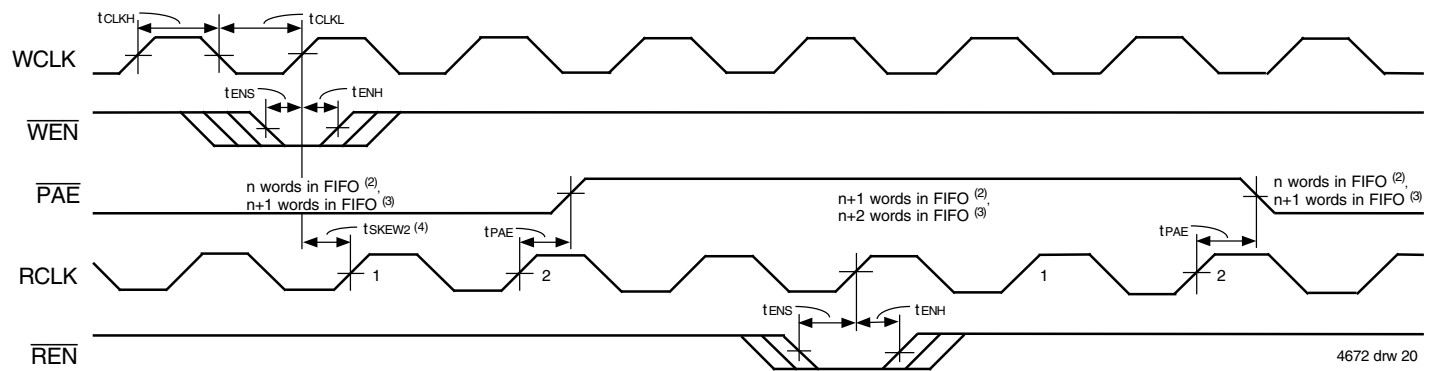 tCLKH
tCLKL
WCLK
tENS
tENH
WEN
PAE
n words in FIFO (2),
n+1 words in FIFO (3)
n+1 words in FIFO (2),
n+2 words in FIFO (3)
n words in FIFO (2),
n+1 words in FIFO (3)
tSKEW2 (4)
tPAE
tPAE
RCLK
1
2
1
2
tENS
tENH
REN
4672 drw 20